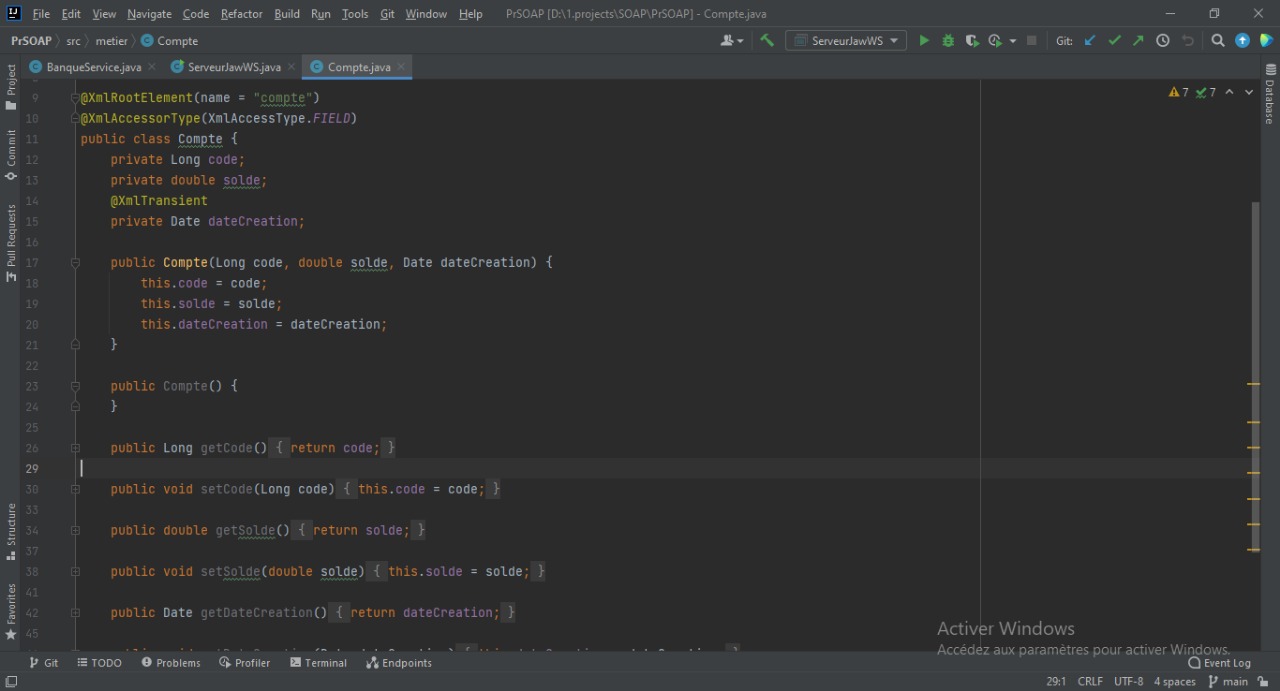 File Edit View Navigate Code Refactor Build Run Tools Git Window Help PrSOAP [D:\1.projects\SOAP\PrSOAP] - Compte.java
PrSOAP src metier Compte ServeurJawWS Git:
BanqueService.java ServeurJawWS.java Compte.java
Project
Commit
Pull Requests
Structure
Favorites
Database
7 7
9 @XmlRootElement(name = "compte")
10 @XmlAccessorType(XmlAccessType.FIELD)
11 public class Compte {
12 private Long code;
13 private double solde;
14 @XmlTransient
15 private Date dateCreation;
16
17 public Compte(Long code, double solde, Date dateCreation) {
18 this.code = code;
19 this.solde = solde;
20 this.dateCreation = dateCreation;
21 }
22
23 public Compte() {
24 }
25
26 public Long getCode() { return code; }
29
30 public void setCode(Long code) { this.code = code; }
33
34 public double getSolde() { return solde; }
37
38 public void setSolde(double solde) { this.solde = solde; }
41
42 public Date getDateCreation() { return dateCreation; }
45
Activer Windows
Accédez aux paramètres pour activer Windows.
Git TODO Problems Profiler Terminal Endpoints Event Log
29:1 CRLF UTF-8 4 spaces main